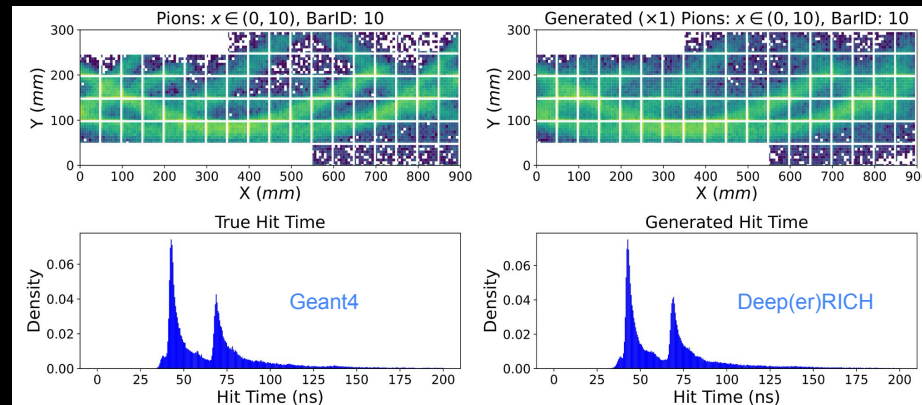 Pions: x ∈ (0, 10), BarID: 10
300
200
100
0
Y (mm)
0 100 200 300 400 500 600 700 800 900
X (mm)
Generated (×1) Pions: x ∈ (0, 10), BarID: 10
300
200
100
0
Y (mm)
0 100 200 300 400 500 600 700 800 90
X (mm)
True Hit Time
0.06
0.04
0.02
0.00
Density
Geant4
0 25 50 75 100 125 150 175 200
Hit Time (ns)
Generated Hit Time
0.06
0.04
0.02
0.00
Density
Deep(er)RICH
0 25 50 75 100 125 150 175 200
Hit Time (ns)